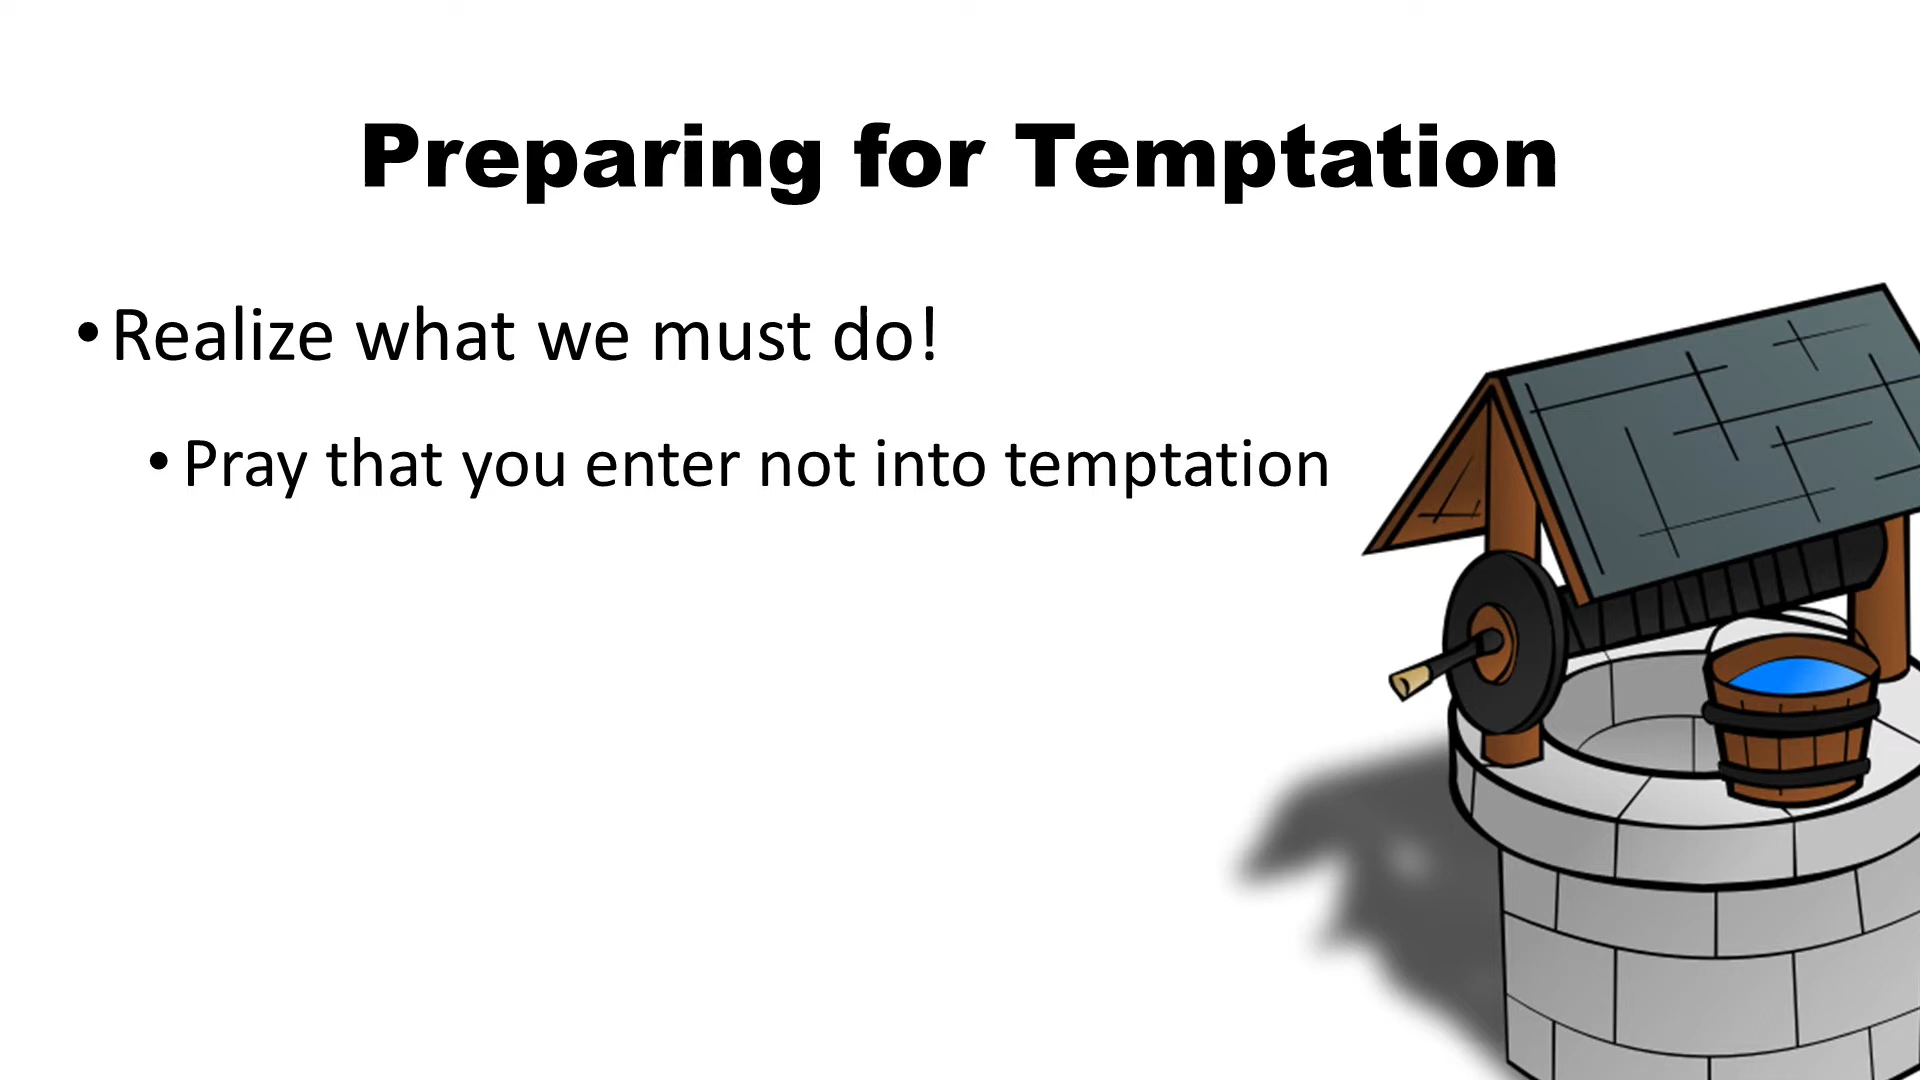 Preparing for Temptation
• Realize what we must do!
• Pray that you enter not into temptation